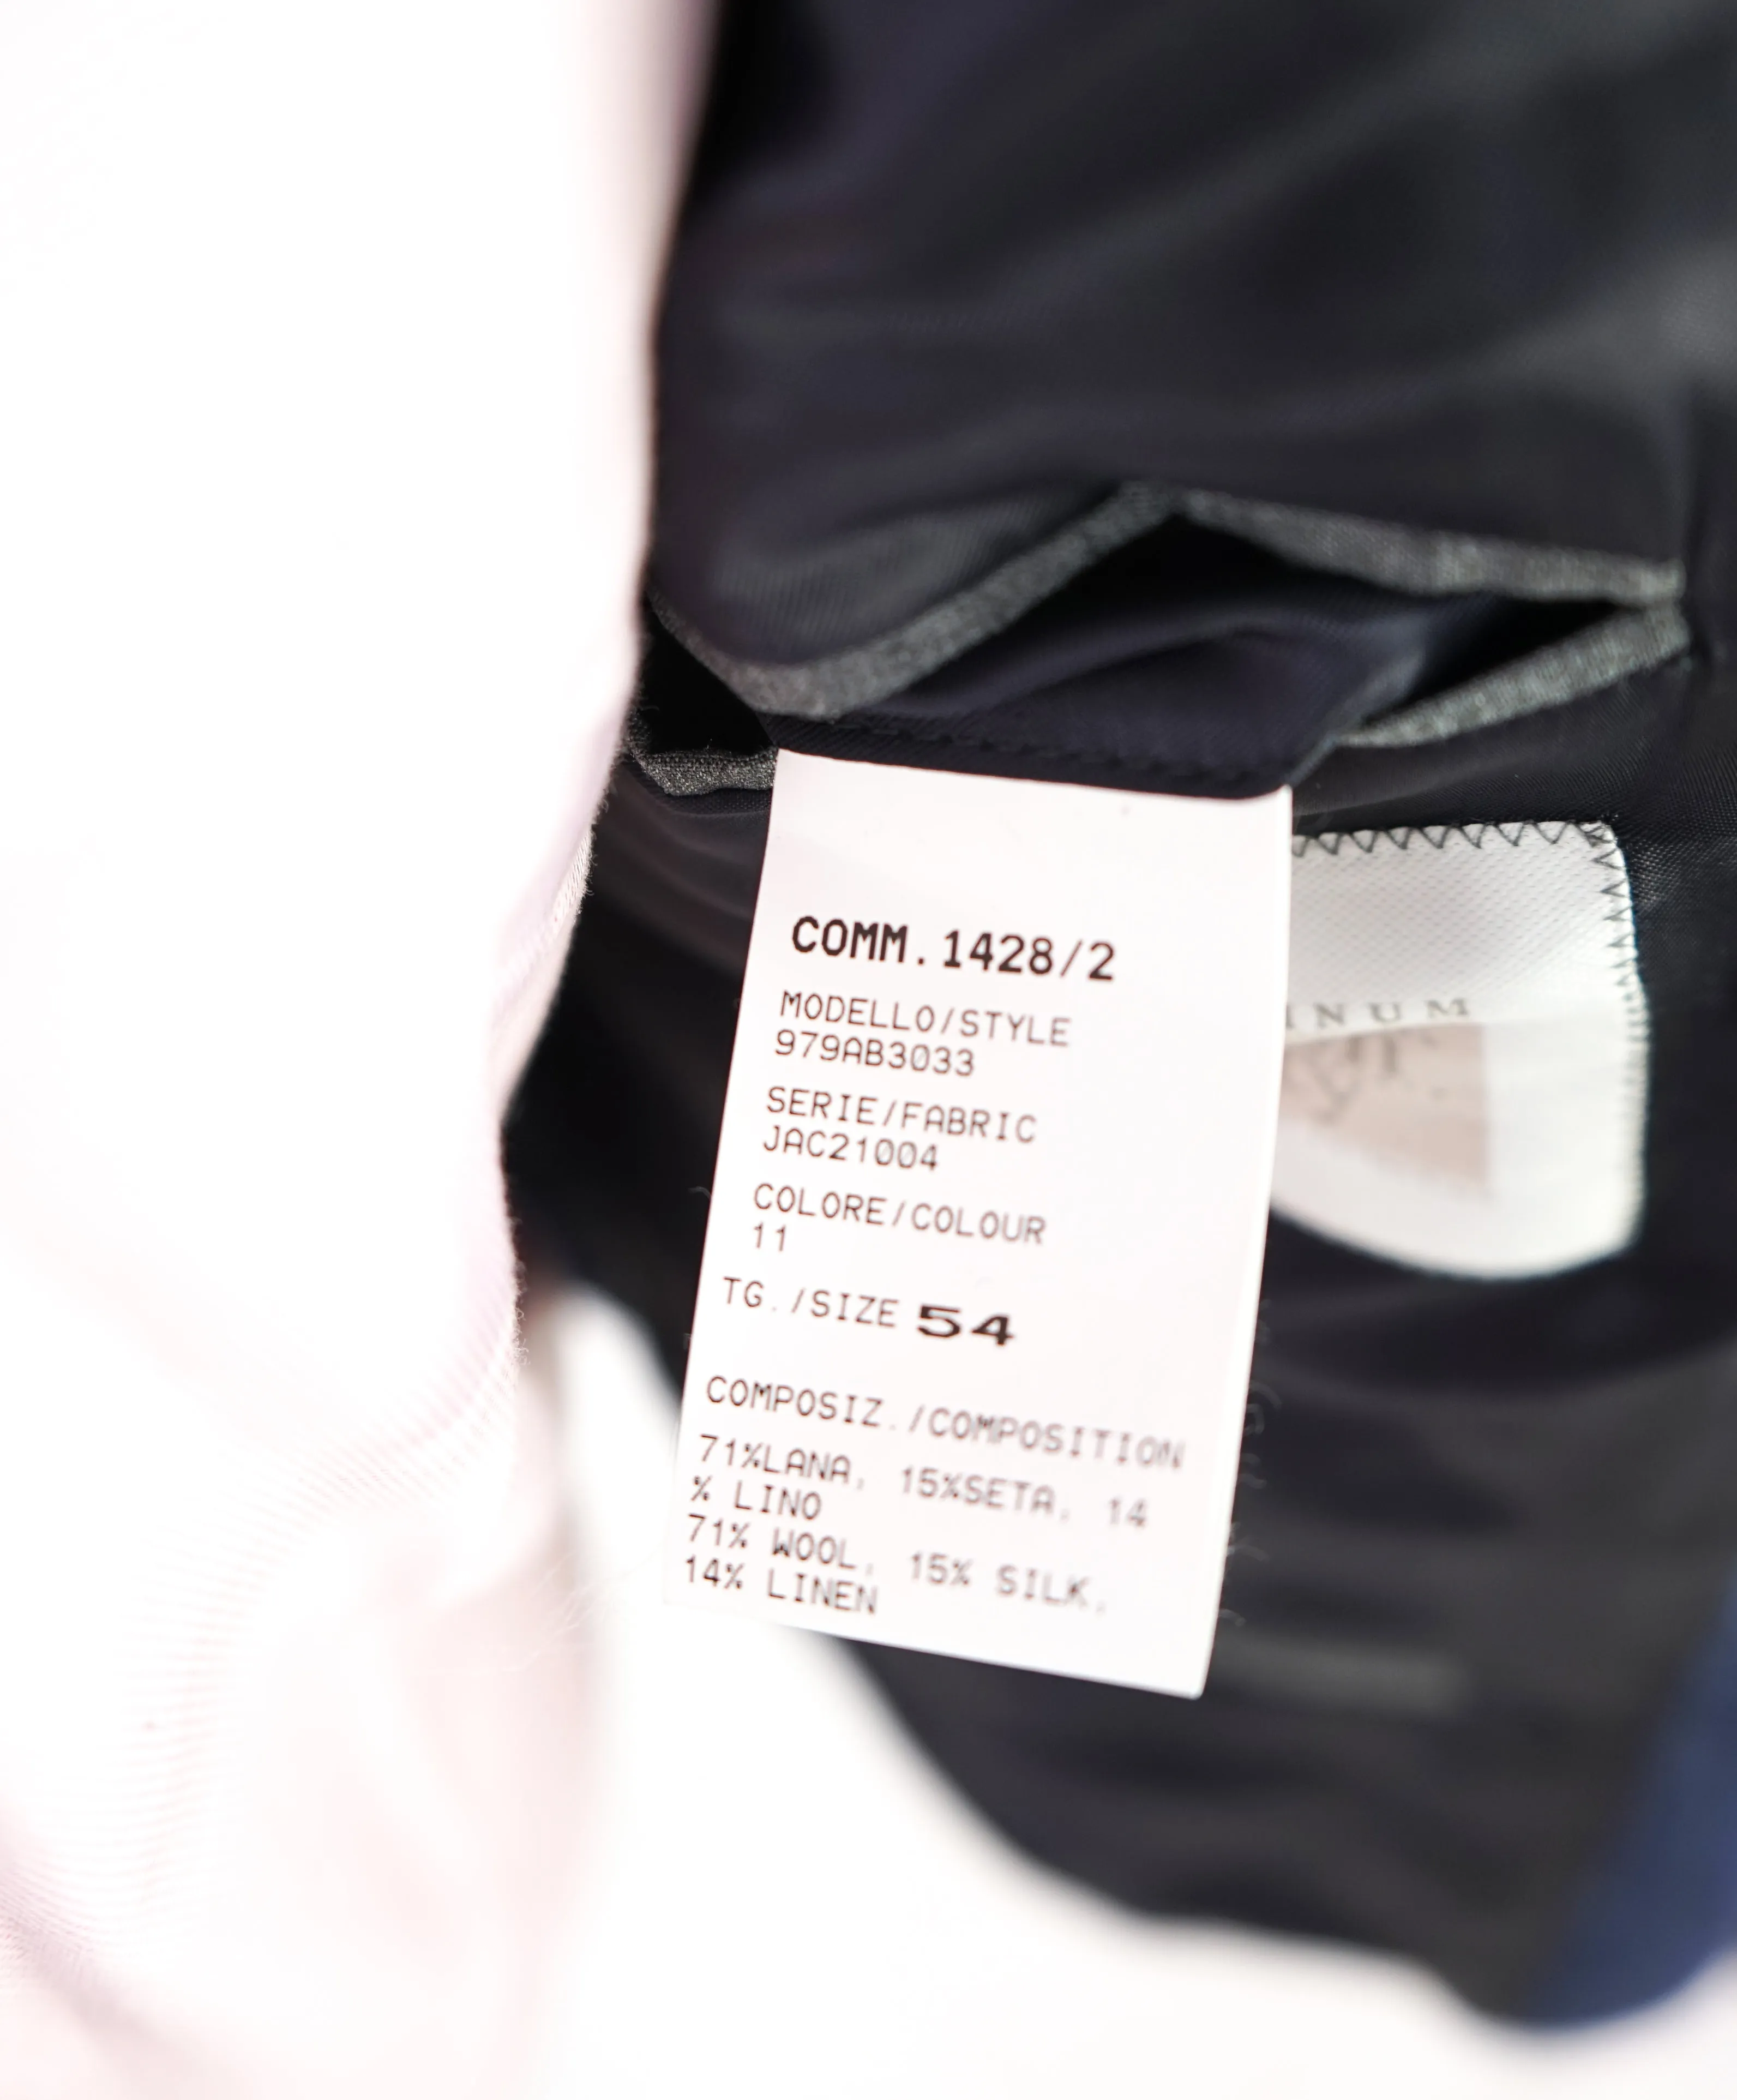 COMM.1428/2
MODELLO/STYLE
979AB3033
SERIE/FABRIC
JAC21004
COLORE/COLOUR
11
TG./SIZE 54
COMPOSIZ./COMPOSITION
71%LANA, 15%SETA, 14
% LINO
71% WOOL, 15% SILK,
14% LINEN
INUM